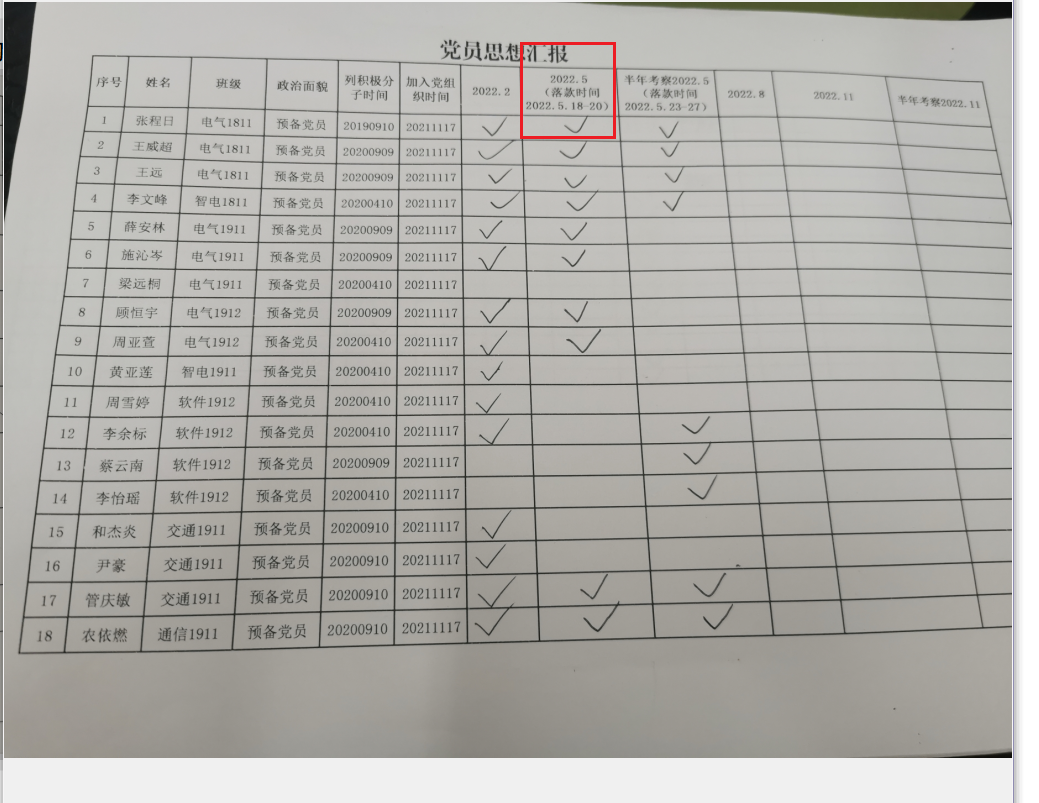 党员思想汇报
序号 姓名 班级 政治面貌 列积极分子时间 加入党组织时间 2022.2 2022.5（落款时间2022.5.18-20） 半年考察2022.5（落款时间2022.5.23-27） 2022.8 2022.11 半年考察2022.11
1 张程日 电气1811 预备党员 20190910 20211117 ✓ ✓ ✓
2 王威超 电气1811 预备党员 20200909 20211117 ✓ ✓ ✓
3 王远 电气1811 预备党员 20200909 20211117 ✓ ✓ ✓
4 李文峰 智电1811 预备党员 20200410 20211117 ✓ ✓ ✓
5 薛安林 电气1911 预备党员 20200909 20211117 ✓ ✓
6 施沁岑 电气1911 预备党员 20200909 20211117 ✓ ✓
7 梁远桐 电气1911 预备党员 20200410 20211117
8 顾恒宇 电气1912 预备党员 20200909 20211117 ✓ ✓
9 周亚萱 电气1912 预备党员 20200410 20211117 ✓ ✓
10 黄亚莲 智电1911 预备党员 20200410 20211117 ✓
11 周雪婷 软件1912 预备党员 20200410 20211117 ✓
12 李余标 软件1912 预备党员 20200410 20211117 ✓ ✓
13 蔡云南 软件1912 预备党员 20200909 20211117 ✓
14 李怡瑶 软件1912 预备党员 20200410 20211117 ✓
15 和杰炎 交通1911 预备党员 20200910 20211117 ✓
16 尹豪 交通1911 预备党员 20200910 20211117 ✓
17 管庆敏 交通1911 预备党员 20200910 20211117 ✓ ✓ ✓
18 农依燃 通信1911 预备党员 20200910 20211117 ✓ ✓ ✓